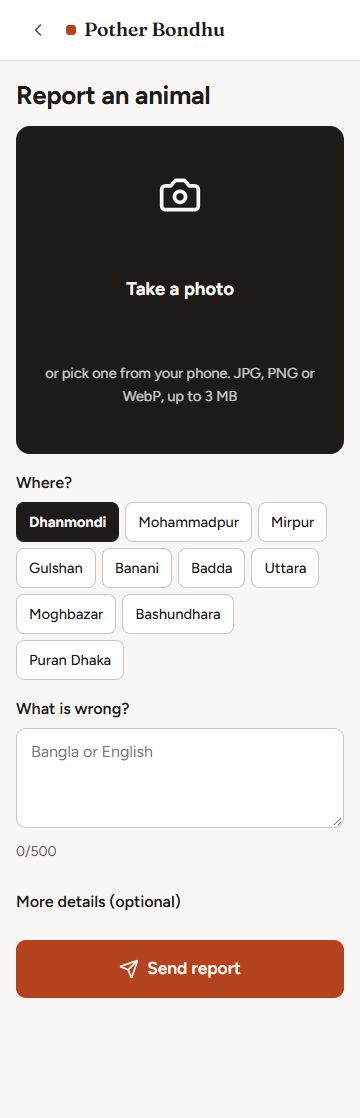 Pother Bondhu
Report an animal
Take a photo
or pick one from your phone. JPG, PNG or
WebP, up to 3 MB
Where?
Dhanmondi Mohammadpur Mirpur
Gulshan Banani Badda Uttara
Moghbazar Bashundhara
Puran Dhaka
What is wrong?
Bangla or English
0/500
More details (optional)
Send report